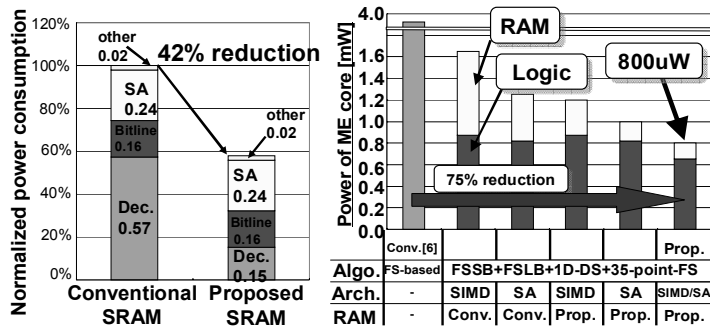 Normalized power consumption
120%
100%
80%
60%
40%
20%
0%
other
0.02
42% reduction
SA
0.24
Bitline
0.16
Dec.
0.57
other
0.02
SA
0.24
Bitline
0.16
Dec.
0.15
Conventional
SRAM
Proposed
SRAM
Power of ME core [mW]
4.0
1.6
1.4
1.2
1.0
0.8
0.6
0.4
0.2
0.0
RAM
Logic
800uW
75% reduction
Conv.[6] Prop.
Algo. FS-based FSSB+FSLB+1D-DS+35-point-FS
Arch. - SIMD SA SIMD SA SIMD/SA
RAM - Conv. Conv. Prop. Prop. Prop.